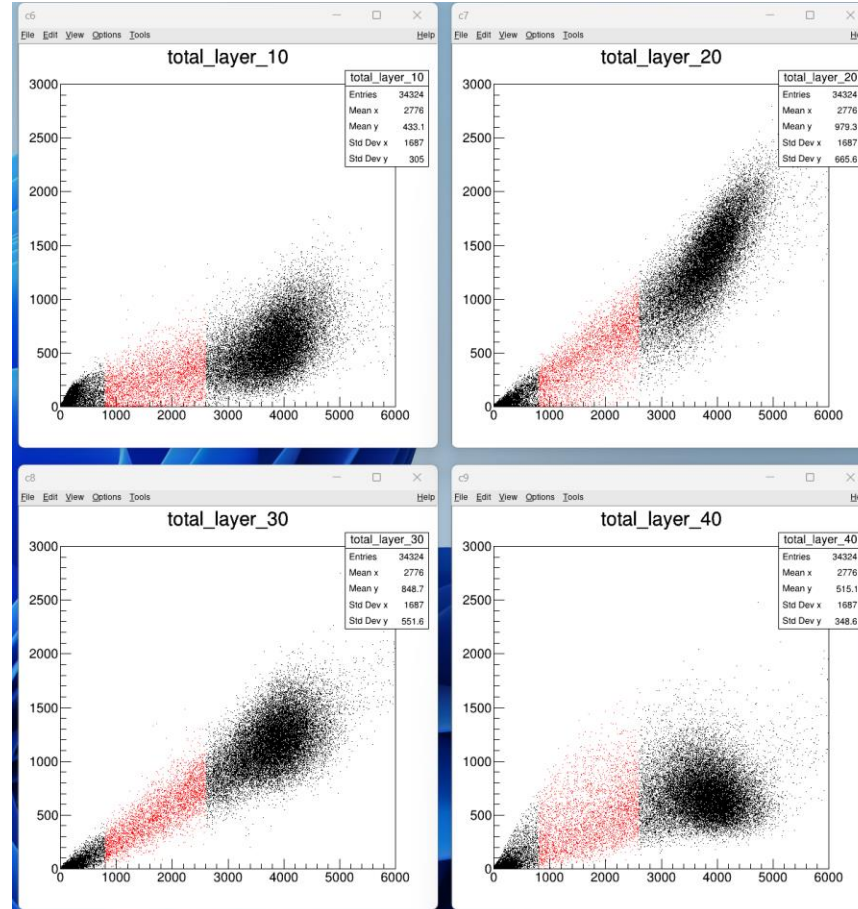 c6
File Edit View Options Tools Help
total_layer_10
total_layer_10
Entries 34324
Mean x 2776
Mean y 433.1
Std Dev x 1687
Std Dev y 305
3000
2500
2000
1500
1000
500
0
0 1000 2000 3000 4000 5000 6000
c7
File Edit View Options Tools He
total_layer_20
total_layer_20
Entries 34324
Mean x 2776
Mean y 979.3
Std Dev x 1687
Std Dev y 665.6
3000
2500
2000
1500
1000
500
0
0 1000 2000 3000 4000 5000 6000
c8
File Edit View Options Tools Help
total_layer_30
total_layer_30
Entries 34324
Mean x 2776
Mean y 848.7
Std Dev x 1687
Std Dev y 551.6
3000
2500
2000
1500
1000
500
0
0 1000 2000 3000 4000 5000 6000
c9
File Edit View Options Tools He
total_layer_40
total_layer_40
Entries 34324
Mean x 2776
Mean y 515.1
Std Dev x 1687
Std Dev y 348.6
3000
2500
2000
1500
1000
500
0
0 1000 2000 3000 4000 5000 6000